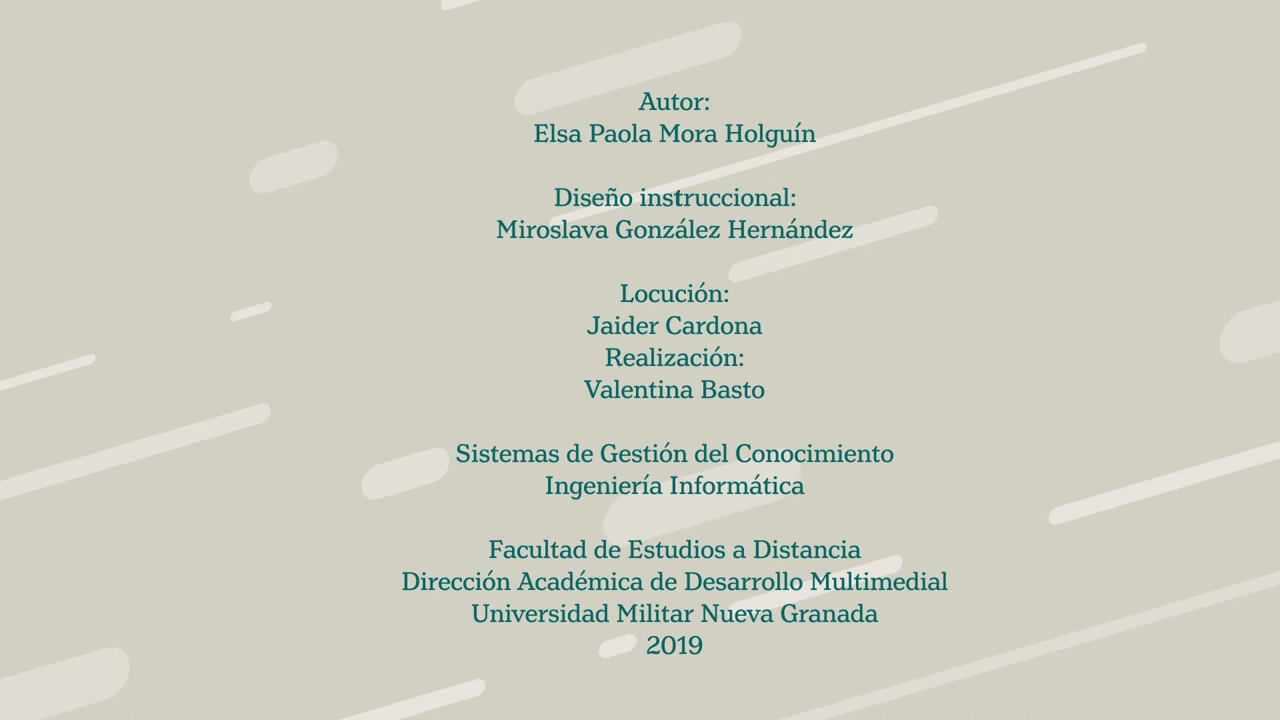 Autor:
Elsa Paola Mora Holguín
Diseño instruccional:
Miroslava González Hernández
Locución:
Jaider Cardona
Realización:
Valentina Basto
Sistemas de Gestión del Conocimiento
Ingeniería Informática
Facultad de Estudios a Distancia
Dirección Académica de Desarrollo Multimedial
Universidad Militar Nueva Granada
2019